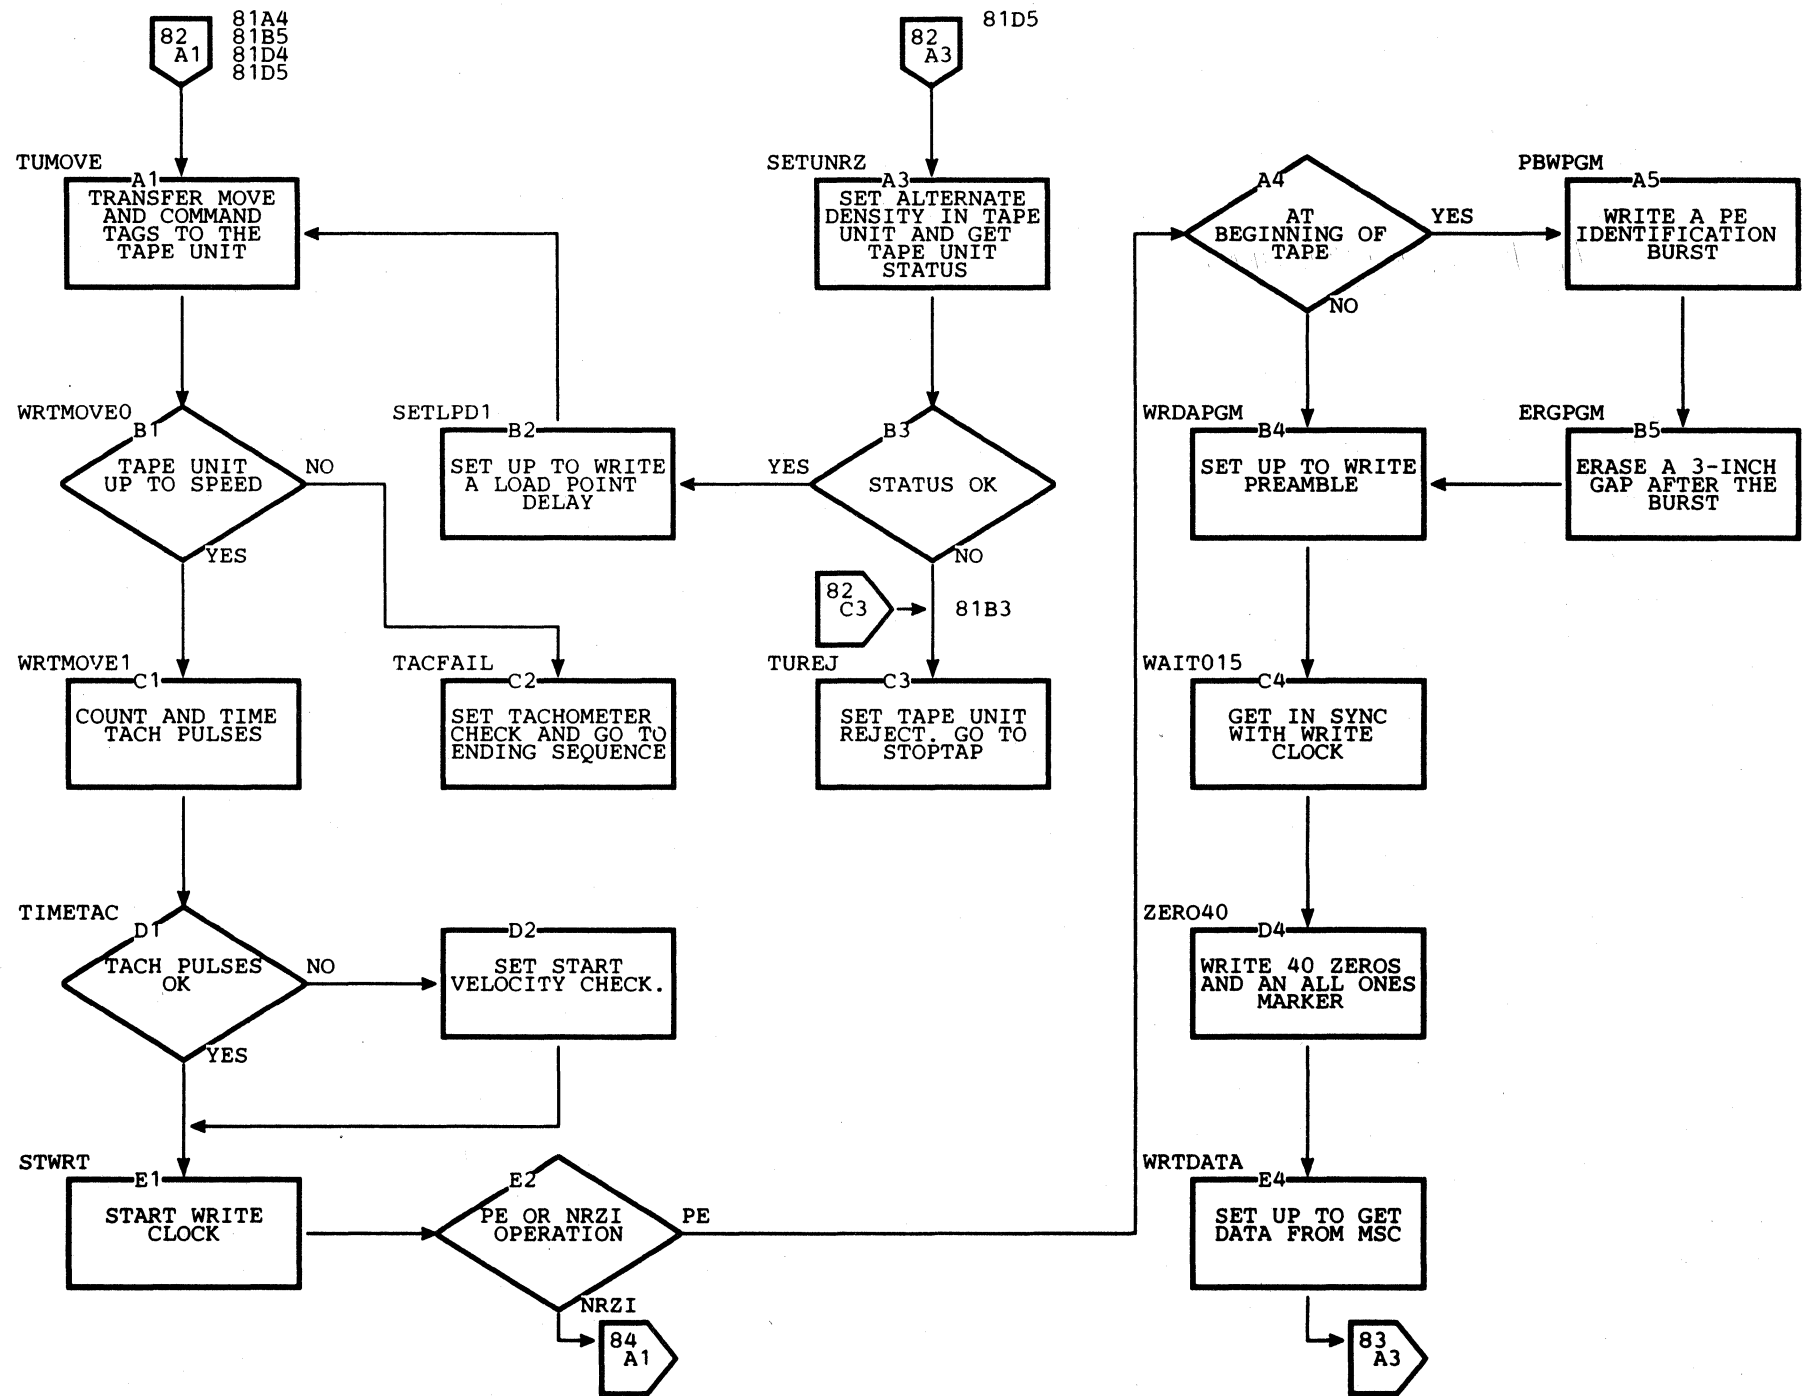 82
A1
81A4
81B5
81D4
81D5
TUMOVE
A1
TRANSFER MOVE
AND COMMAND
TAGS TO THE
TAPE UNIT
WRTMOVE0
B1
TAPE UNIT
UP TO SPEED
NO
YES
WRTMOVE1
C1
COUNT AND TIME
TACH PULSES
TIMETAC
D1
TACH PULSES
OK
NO
YES
STWRT
E1
START WRITE
CLOCK
SETLPD1
B2
SET UP TO WRITE
A LOAD POINT
DELAY
TACFAIL
C2
SET TACHOMETER
CHECK AND GO TO
ENDING SEQUENCE
D2
SET START
VELOCITY CHECK.
E2
PE OR NRZI
OPERATION
PE
NRZI
84
A1
82
A3
81D5
SETUNRZ
A3
SET ALTERNATE
DENSITY IN TAPE
UNIT AND GET
TAPE UNIT
STATUS
B3
STATUS OK
YES
NO
82
C3
81B3
TUREJ
C3
SET TAPE UNIT
REJECT. GO TO
STOPTAP
A4
AT
BEGINNING OF
TAPE
YES
NO
WRDAPGM
B4
SET UP TO WRITE
PREAMBLE
WAIT015
C4
GET IN SYNC
WITH WRITE
CLOCK
ZERO40
D4
WRITE 40 ZEROS
AND AN ALL ONES
MARKER
WRTDATA
E4
SET UP TO GET
DATA FROM MSC
83
A3
PBWPGM
A5
WRITE A PE
IDENTIFICATION
BURST
ERGPGM
B5
ERASE A 3-INCH
GAP AFTER THE
BURST